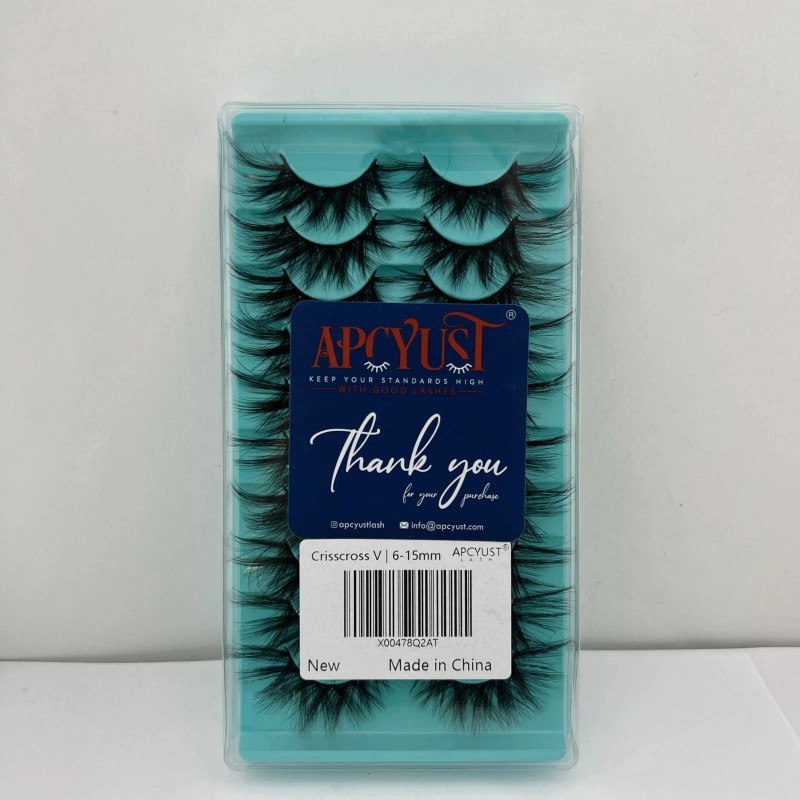 ®
APCYUST
KEEP YOUR STANDARDS HIGH
WITH GOOD LASHES
Thank you
for your purchase
apcyustlash info@apcyust.com
Crisscross V | 6-15mm APCYUST®
LASH
X00478Q2AT
New Made in China